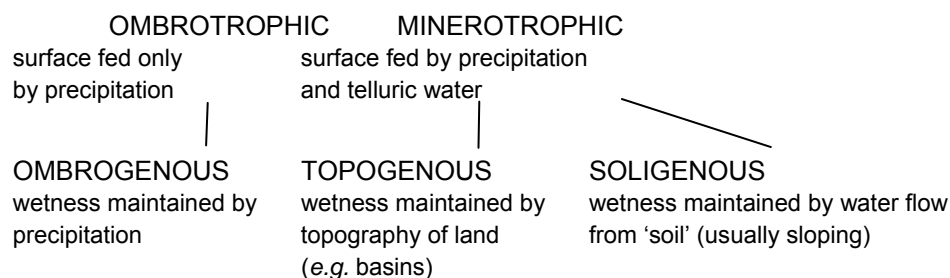 OMBROTROPHIC MINEROTROPHIC
surface fed only surface fed by precipitation
by precipitation and telluric water
OMBROGENOUS TOPOGENOUS SOLIGENOUS
wetness maintained by wetness maintained by wetness maintained by water flow
precipitation topography of land from ‘soil’ (usually sloping)
(e.g. basins)